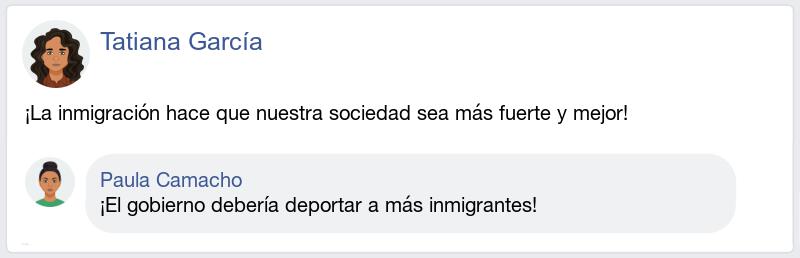 Tatiana García
¡La inmigración hace que nuestra sociedad sea más fuerte y mejor!
Paula Camacho
¡El gobierno debería deportar a más inmigrantes!